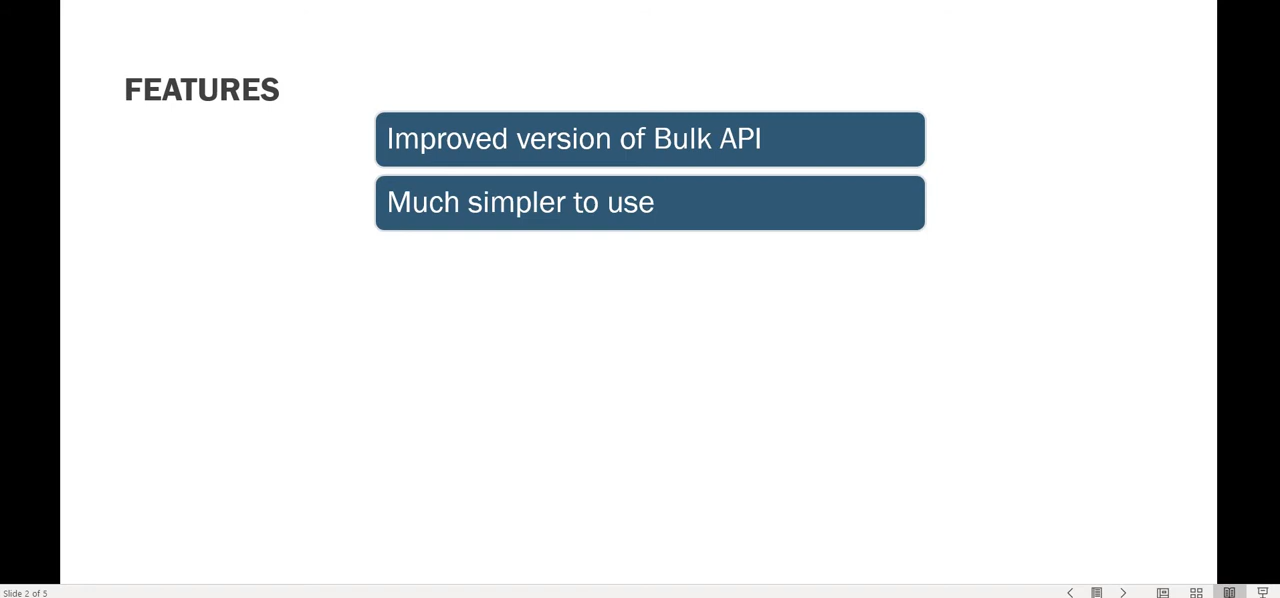 FEATURES
Improved version of Bulk API
Much simpler to use
Slide 2 of 5